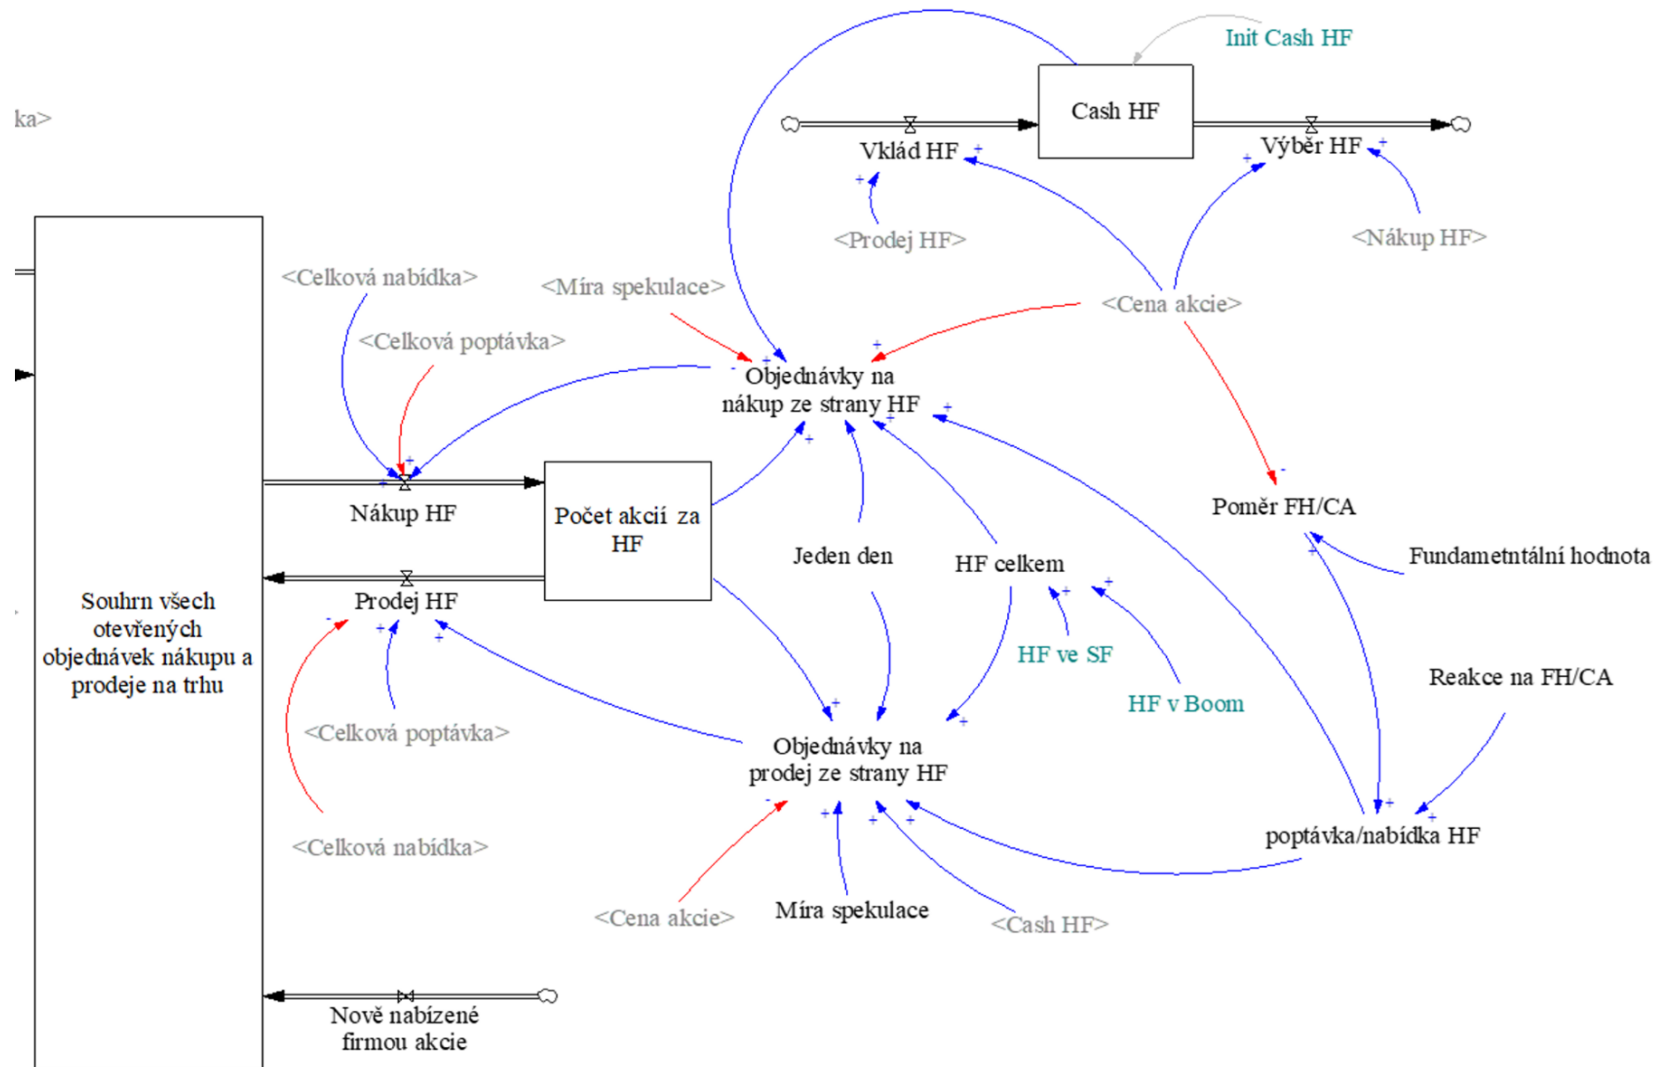 Init Cash HF
ka>
Cash HF
Vklád HF
Výběr HF
<Prodej HF>
<Nákup HF>
<Celková nabídka>
<Míra spekulace>
<Cena akcie>
<Celková poptávka>
Objednávky na
nákup ze strany HF
Nákup HF
Počet akcií za
HF
Poměr FH/CA
Jeden den
HF celkem
Fundametntální hodnota
Souhrn všech
otevřených
objednávek nákupu a
prodeje na trhu
Prodej HF
HF ve SF
HF v Boom
Reakce na FH/CA
<Celková poptávka>
Objednávky na
prodej ze strany HF
<Celková nabídka>
poptávka/nabídka HF
<Cena akcie>
Míra spekulace
<Cash HF>
Nově nabízené
firmou akcie